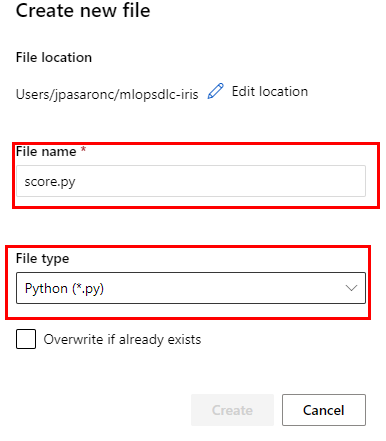 Create new file
File location
Users/jpasaronc/mlopsdlc-iris Edit location
File name *
score.py
File type
Python (*.py)
Overwrite if already exists
Create Cancel